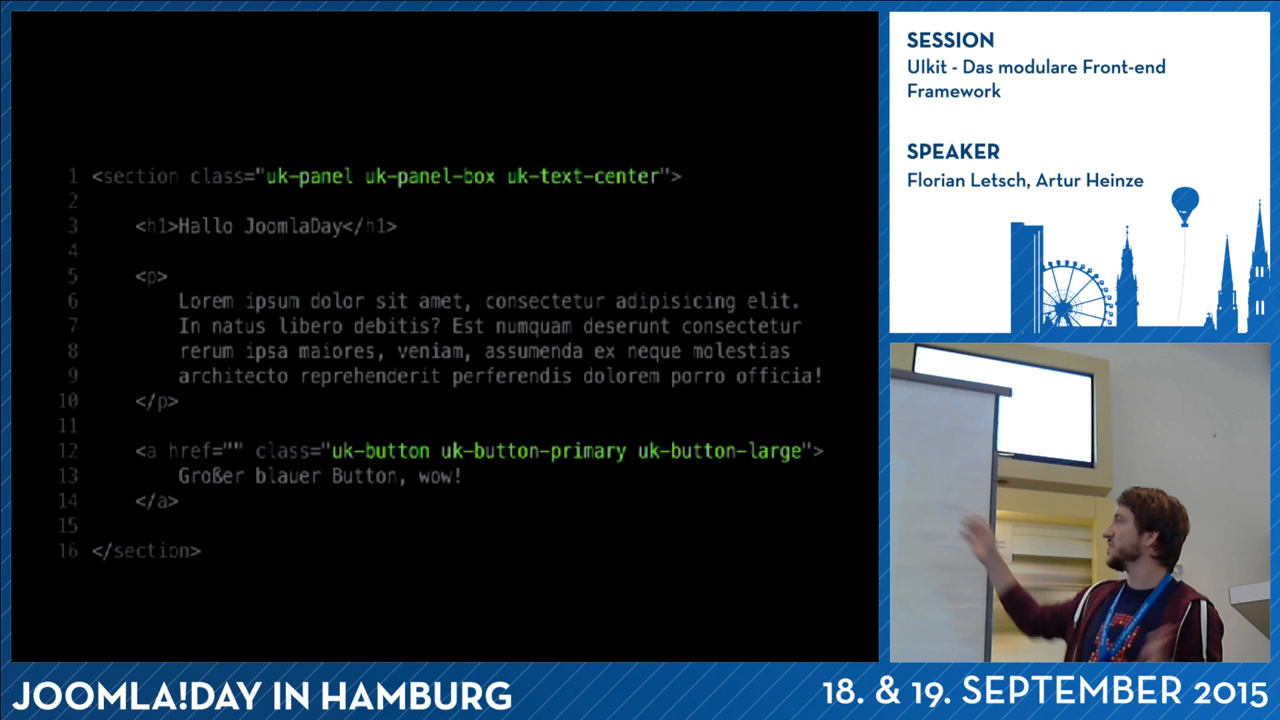 1 <section class="uk-panel uk-panel-box uk-text-center">
2
3 <h1>Hallo JoomlaDay</h1>
4
5 <p>
6 Lorem ipsum dolor sit amet, consectetur adipisicing elit.
7 In natus libero debitis? Est numquam deserunt consectetur
8 rerum ipsa maiores, veniam, assumenda ex neque molestias
9 architecto reprehenderit perferendis dolorem porro officia!
10 </p>
11
12 <a href="" class="uk-button uk-button-primary uk-button-large">
13 Großer blauer Button, wow!
14 </a>
15
16 </section>
SESSION
UIkit - Das modulare Front-end
Framework
SPEAKER
Florian Letsch, Artur Heinze
JOOMLA!DAY IN HAMBURG
18. & 19. SEPTEMBER 2015